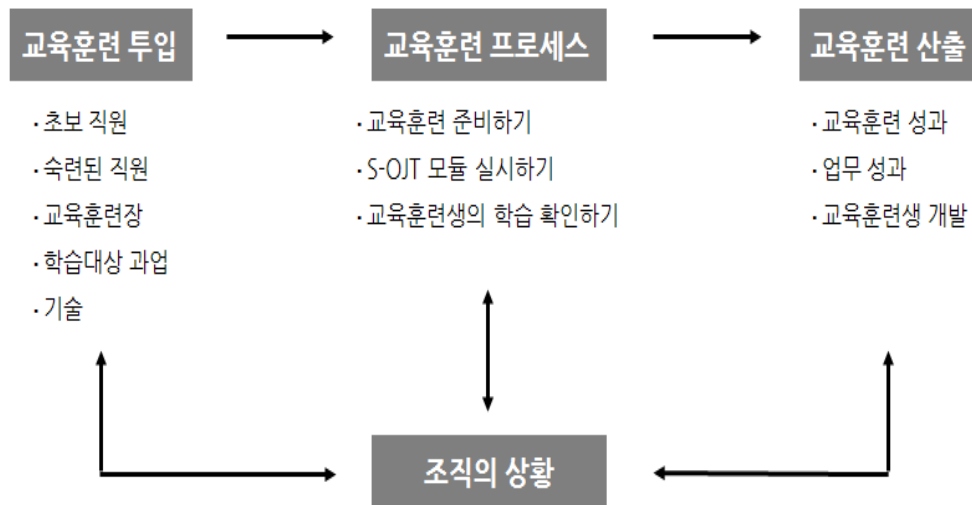 교육훈련 투입
교육훈련 프로세스
교육훈련 산출
· 초보 직원
· 숙련된 직원
· 교육훈련장
· 학습대상 과업
· 기술
· 교육훈련 준비하기
· S-OJT 모듈 실시하기
· 교육훈련생의 학습 확인하기
· 교육훈련 성과
· 업무 성과
· 교육훈련생 개발
조직의 상황